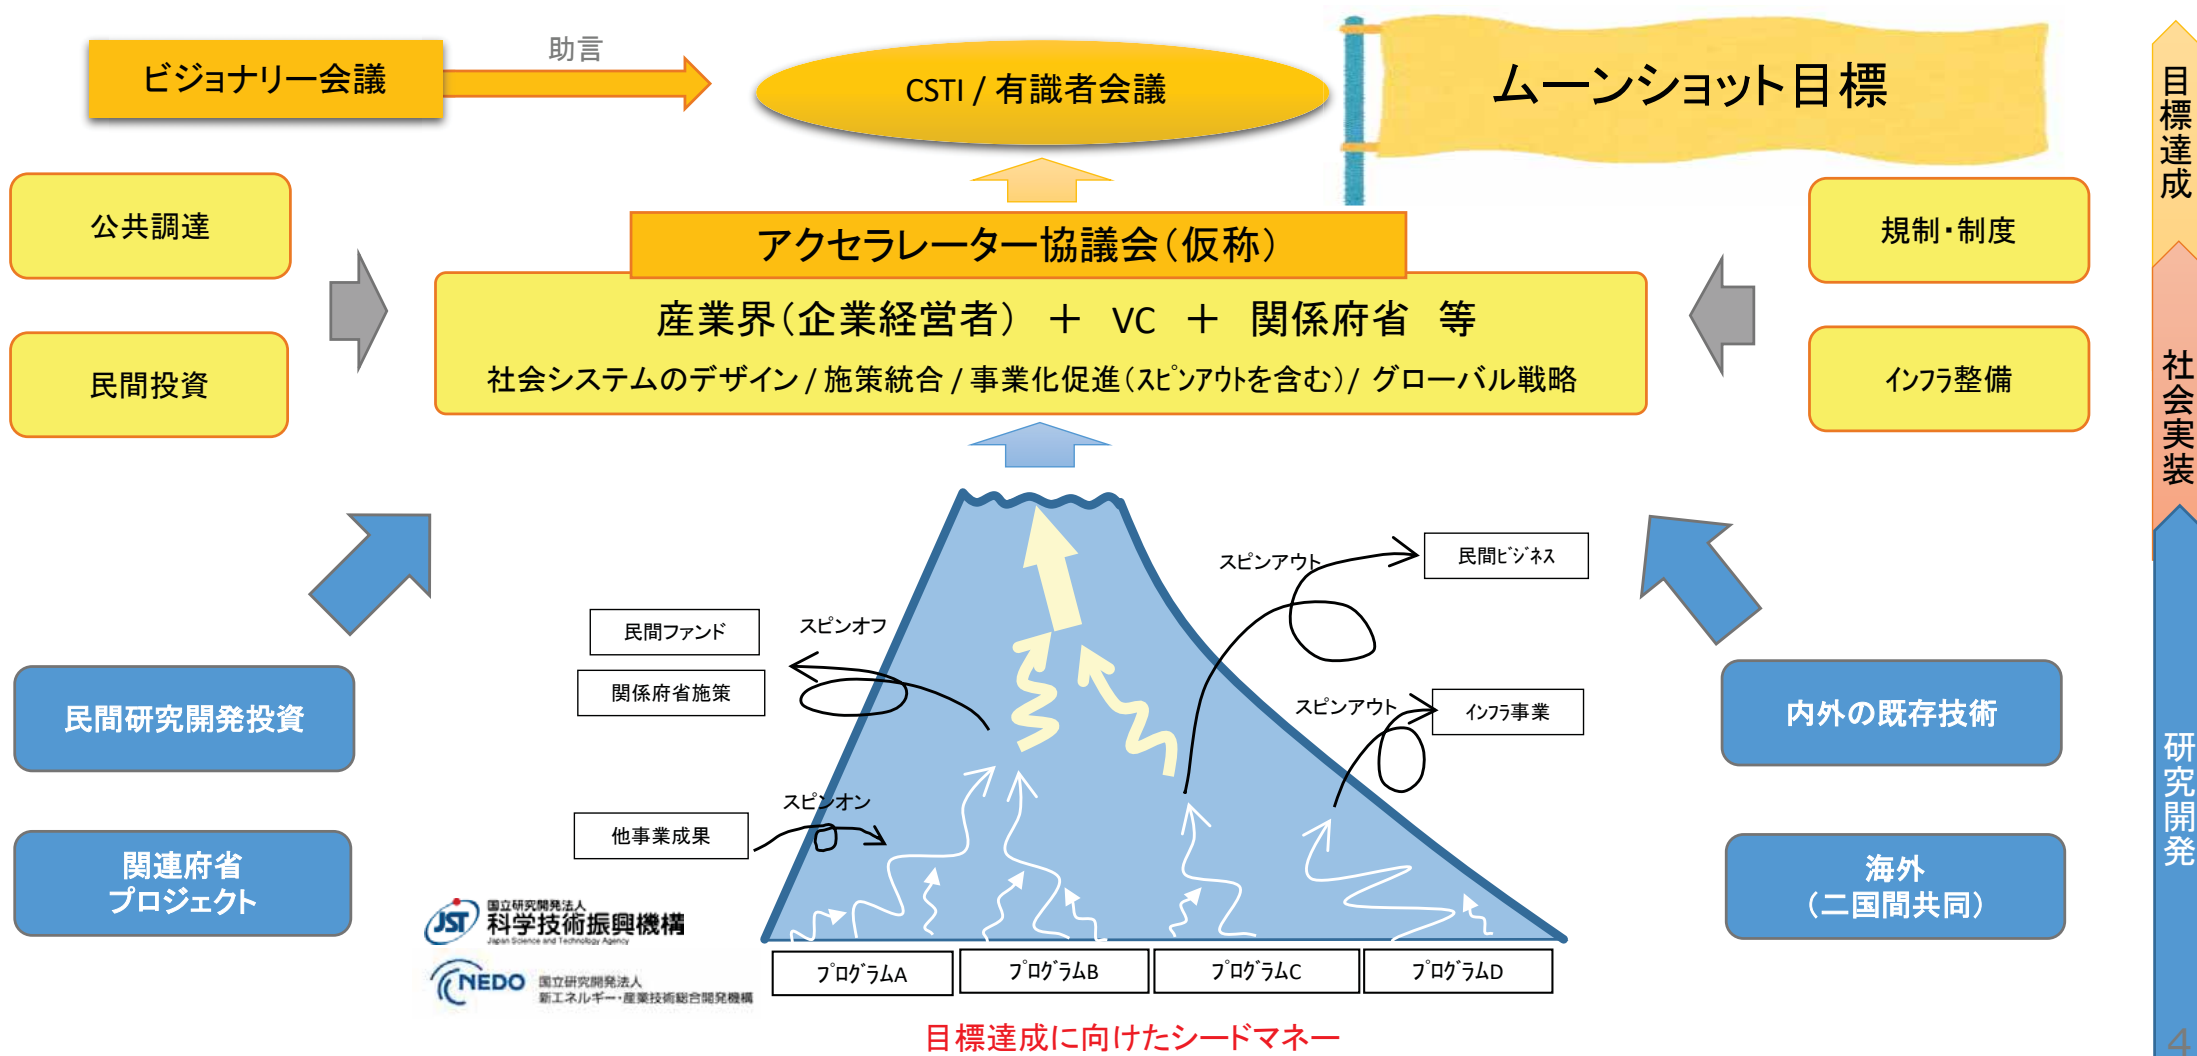 ビジョナリー会議
助言
CSTI / 有識者会議
ムーンショット目標
目標達成
公共調達
民間投資
アクセラレーター協議会（仮称）
産業界（企業経営者） ＋ VC ＋ 関係府省 等
社会システムのデザイン / 施策統合 / 事業化促進（ｽﾋﾟﾝｱｳﾄを含む）/ グローバル戦略
規制・制度
ｲﾝﾌﾗ整備
社会実装
民間研究開発投資
関連府省
プロジェクト
民間ファンド
関係府省施策
スピンオフ
他事業成果
スピンオン
スピンアウト
民間ﾋﾞｼﾞﾈｽ
スピンアウト
ｲﾝﾌﾗ事業
内外の既存技術
海外
（二国間共同）
研究開発
JST
国立研究開発法人
科学技術振興機構
Japan Science and Technology Agency
NEDO
国立研究開発法人
新エネルギー・産業技術総合開発機構
ﾌﾟﾛｸﾞﾗﾑA
ﾌﾟﾛｸﾞﾗﾑB
ﾌﾟﾛｸﾞﾗﾑC
ﾌﾟﾛｸﾞﾗﾑD
目標達成に向けたシードマネー
4